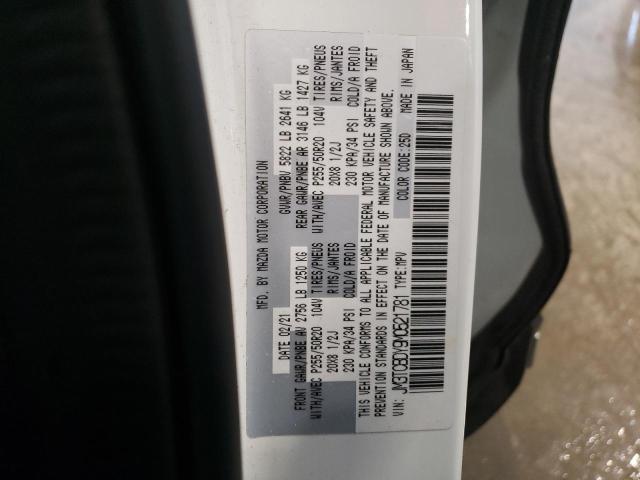 MFD. BY MAZDA MOTOR CORPORATION
DATE 02/21 GVWR/PNBV 5822 LB 2641 KG
FRONT GAWR/PNBE AV 2756 LB 1250 KG REAR GAWR/PNBE AR 3146 LB 1427 KG
WITH/AVEC P255/50R20 104V TIRES/PNEUS WITH/AVEC P255/50R20 104V TIRES/PNEUS
20X8 1/2J RIMS/JANTES 20X8 1/2J RIMS/JANTES
230 KPA/34 PSI COLD/A FROID 230 KPA/34 PSI COLD/A FROID
THIS VEHICLE CONFORMS TO ALL APPLICABLE FEDERAL MOTOR VEHICLE SAFETY AND THEFT
PREVENTION STANDARDS IN EFFECT ON THE DATE OF MANUFACTURE SHOWN ABOVE.
VIN: JM3TCBDY9M0521781 TYPE:MPV COLOR CODE:25D MADE IN JAPAN